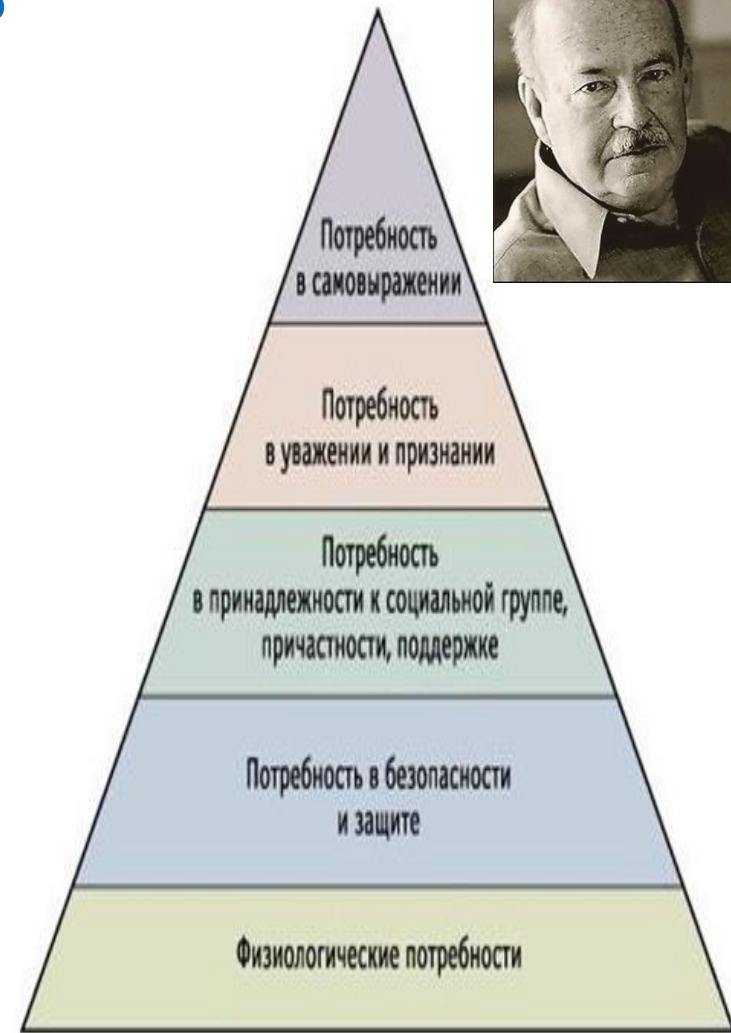 Потребность
в самовыражении
Потребность
в уважении и признании
Потребность
в принадлежности к социальной группе,
причастности, поддержке
Потребность в безопасности
и защите
Физиологические потребности